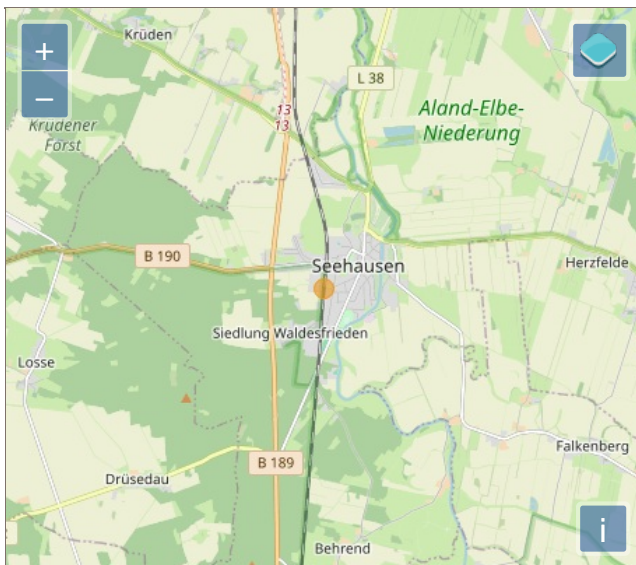 +
Krüden
L 38
−
13
13
Aland-Elbe-
Niederung
Krüdener
Forst
B 190
Seehausen
Herzfelde
Siedlung Waldesfrieden
Losse
Falkenberg
B 189
Drüsedau
Behrend
i